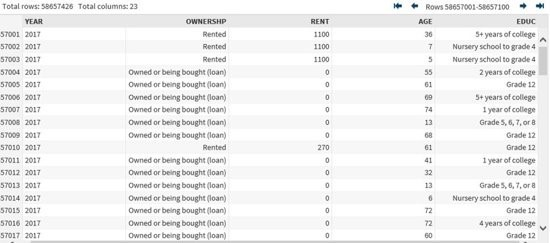 Total rows: 58657426 Total columns: 23 Rows 58657001-58657100
YEAR OWNERSHIP RENT AGE EDUC
57001 2017 Rented 1100 36 5+ years of college
57002 2017 Rented 1100 7 Nursery school to grade 4
57003 2017 Rented 1100 5 Nursery school to grade 4
57004 2017 Owned or being bought (loan) 0 55 2 years of college
57005 2017 Owned or being bought (loan) 0 61 Grade 12
57006 2017 Owned or being bought (loan) 0 69 5+ years of college
57007 2017 Owned or being bought (loan) 0 74 1 year of college
57008 2017 Owned or being bought (loan) 0 13 Grade 5, 6, 7, or 8
57009 2017 Owned or being bought (loan) 0 68 Grade 12
57010 2017 Rented 270 61 Grade 12
57011 2017 Owned or being bought (loan) 0 41 1 year of college
57012 2017 Owned or being bought (loan) 0 32 Grade 12
57013 2017 Owned or being bought (loan) 0 13 Grade 5, 6, 7, or 8
57014 2017 Owned or being bought (loan) 0 6 Nursery school to grade 4
57015 2017 Owned or being bought (loan) 0 72 Grade 12
57016 2017 Owned or being bought (loan) 0 72 4 years of college
57017 2017 Owned or being bought (loan) 0 60 Grade 12